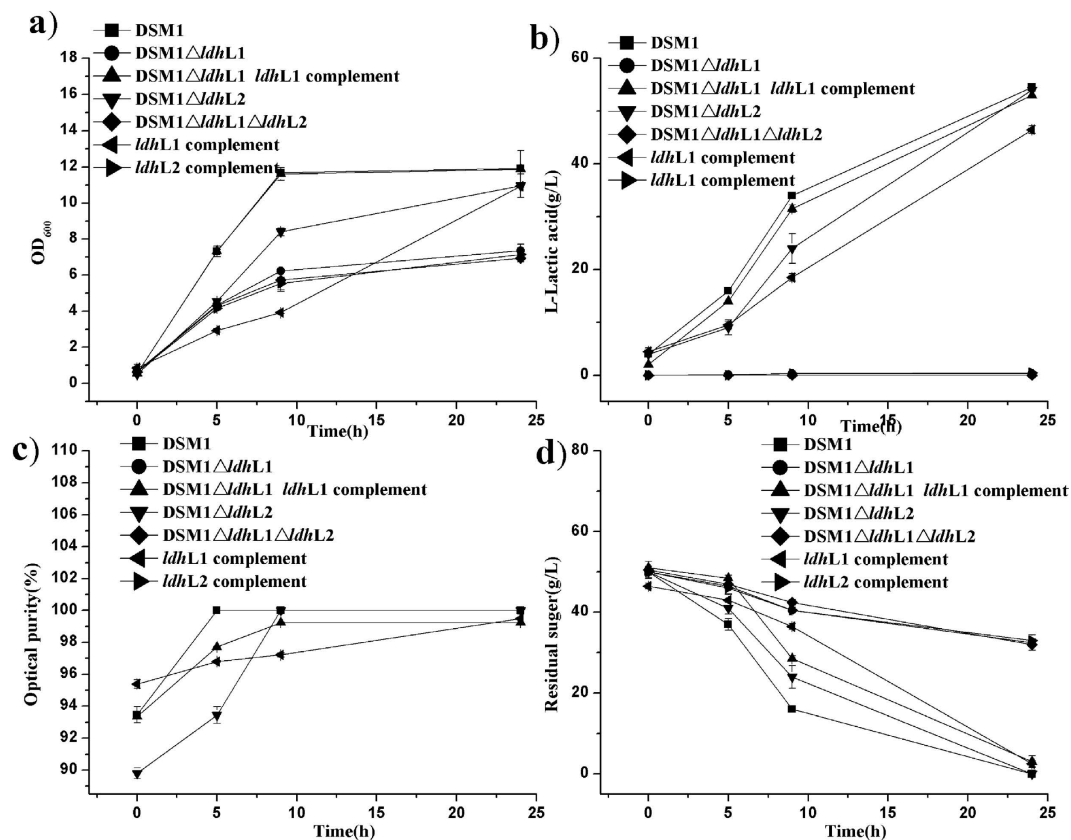 a)
DSM1
DSM1△ldhL1
DSM1△ldhL1 ldhL1 complement
DSM1△ldhL2
DSM1△ldhL1△ldhL2
ldhL1 complement
ldhL2 complement
18
16
14
12
10
8
6
4
2
0
OD600
0 5 10 15 20 25
Time(h)
b)
DSM1
DSM1△ldhL1
DSM1△ldhL1 ldhL1 complement
DSM1△ldhL2
DSM1△ldhL1△ldhL2
ldhL1 complement
ldhL1 complement
60
40
20
0
L-Lactic acid(g/L)
0 5 10 15 20 25
Time(h)
c)
DSM1
DSM1△ldhL1
DSM1△ldhL1 ldhL1 complement
DSM1△ldhL2
DSM1△ldhL1△ldhL2
ldhL1 complement
ldhL2 complement
110
108
106
104
102
100
98
96
94
92
90
Optical purity(%)
0 5 10 15 20 25
Time(h)
d)
DSM1
DSM1△ldhL1
DSM1△ldhL1 ldhL1 complement
DSM1△ldhL2
DSM1△ldhL1△ldhL2
ldhL1 complement
ldhL2 complement
80
60
40
20
0
Residual suger(g/L)
0 5 10 15 20 25
Time(h)